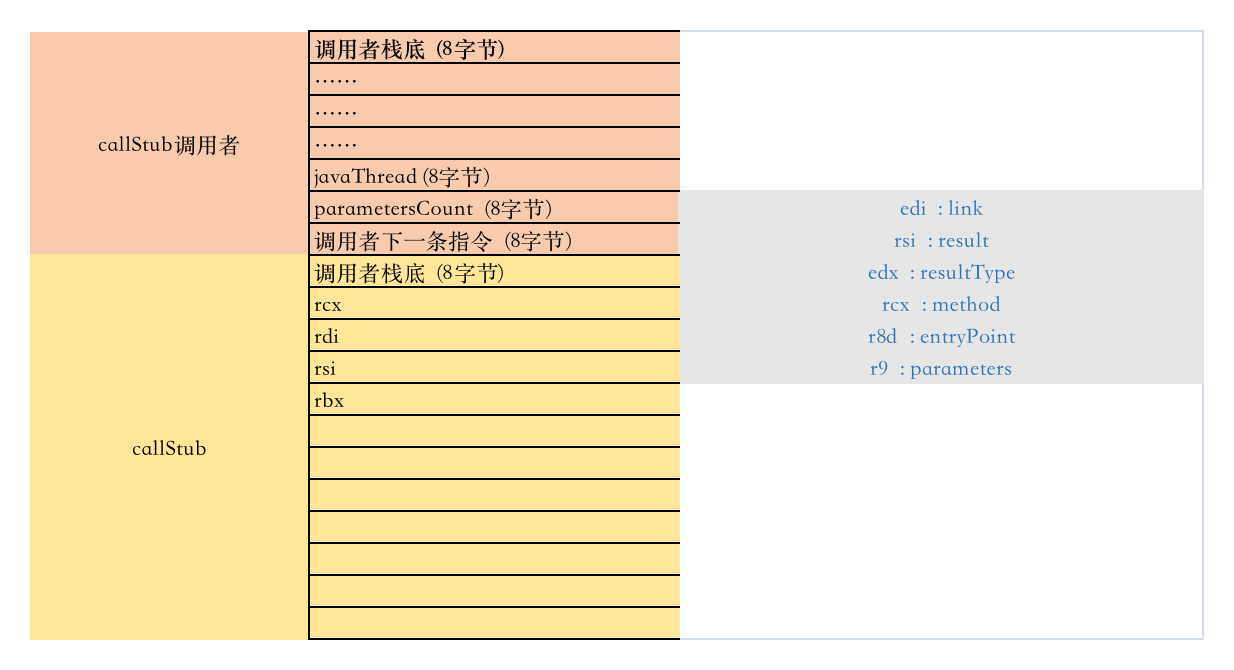 callStub调用者
调用者栈底（8字节）
……
……
……
javaThread（8字节）
parametersCount（8字节）
调用者下一条指令（8字节）
callStub
调用者栈底（8字节）
rcx
rdi
rsi
rbx
edi ：link
rsi ：result
edx ：resultType
rcx ：method
r8d ：entryPoint
r9 ：parameters